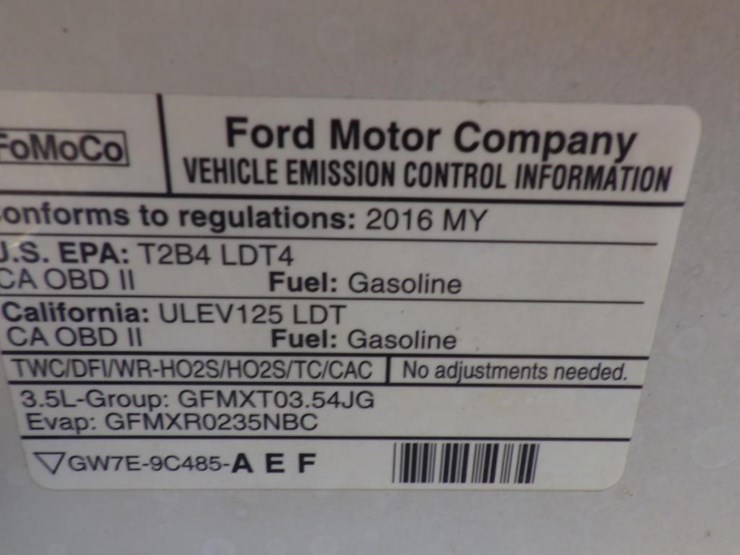 FoMoCo
Ford Motor Company
VEHICLE EMISSION CONTROL INFORMATION
onforms to regulations: 2016 MY
U.S. EPA: T2B4 LDT4
CA OBD II Fuel: Gasoline
California: ULEV125 LDT
CA OBD II Fuel: Gasoline
TWC/DFI/WR-HO2S/HO2S/TC/CAC No adjustments needed.
3.5L-Group: GFMXT03.54JG
Evap: GFMXR0235NBC
GW7E-9C485-A E F